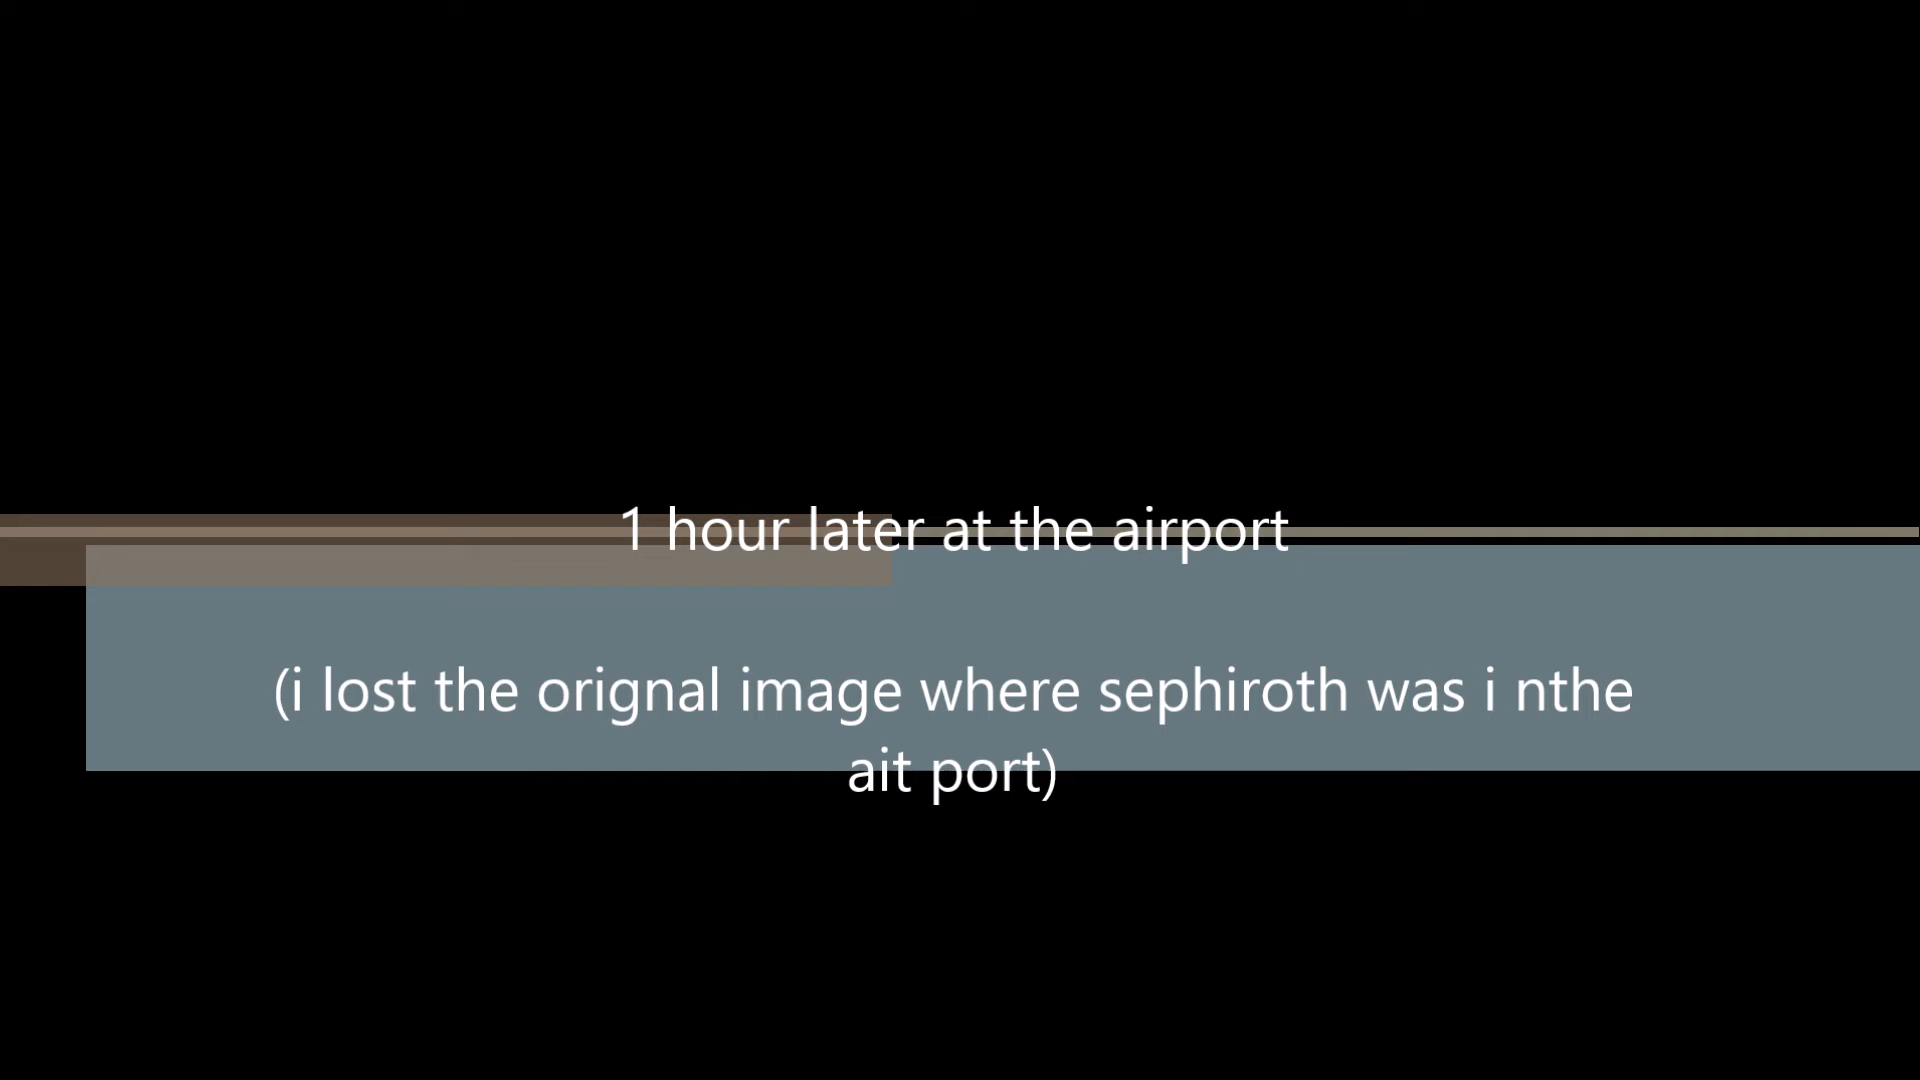 1 hour later at the airport
(i lost the orignal image where sephiroth was i nthe
ait port)